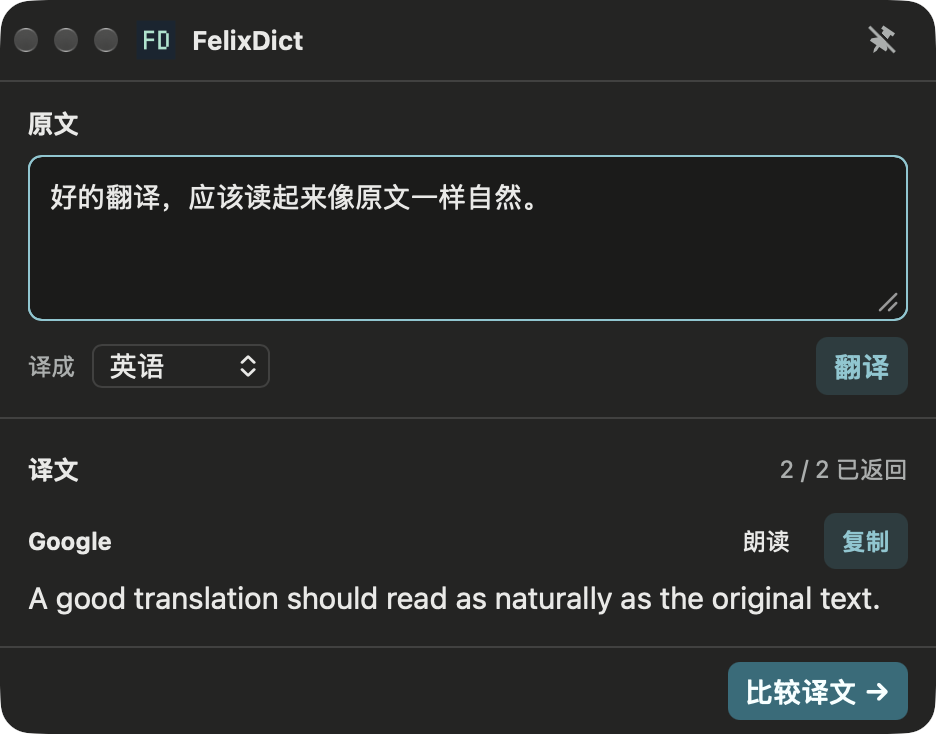 FD FelixDict
原文
好的翻译，应该读起来像原文一样自然。
译成 英语 翻译
译文 2 / 2 已返回
Google 朗读 复制
A good translation should read as naturally as the original text.
比较译文 →